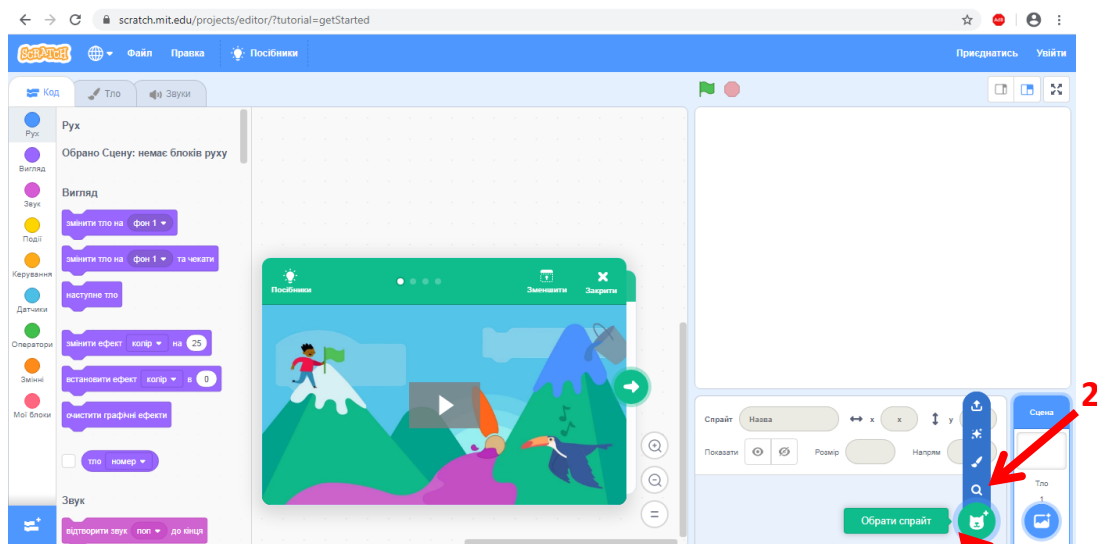 scratch.mit.edu/projects/editor/?tutorial=getStarted
SCRATCH Файл Правка Посібники Приєднатись Увійти
Код Тло Звуки
Рух
Вигляд
Звук
Події
Керування
Датчики
Оператори
Змінні
Мої блоки
Рух
Обрано Сцену: немає блоків руху
Вигляд
змінити тло на фон 1
змінити тло на фон 1 та чекати
наступне тло
змінити ефект колір на 25
встановити ефект колір в 0
очистити графічні ефекти
тло номер
Звук
відтворити звук поп до кінця
Посібники Зменшити Закрити
Спрайт Назва x x y
Показати Розмір Напрям
Обрати спрайт
Сцена
Тло
1
2